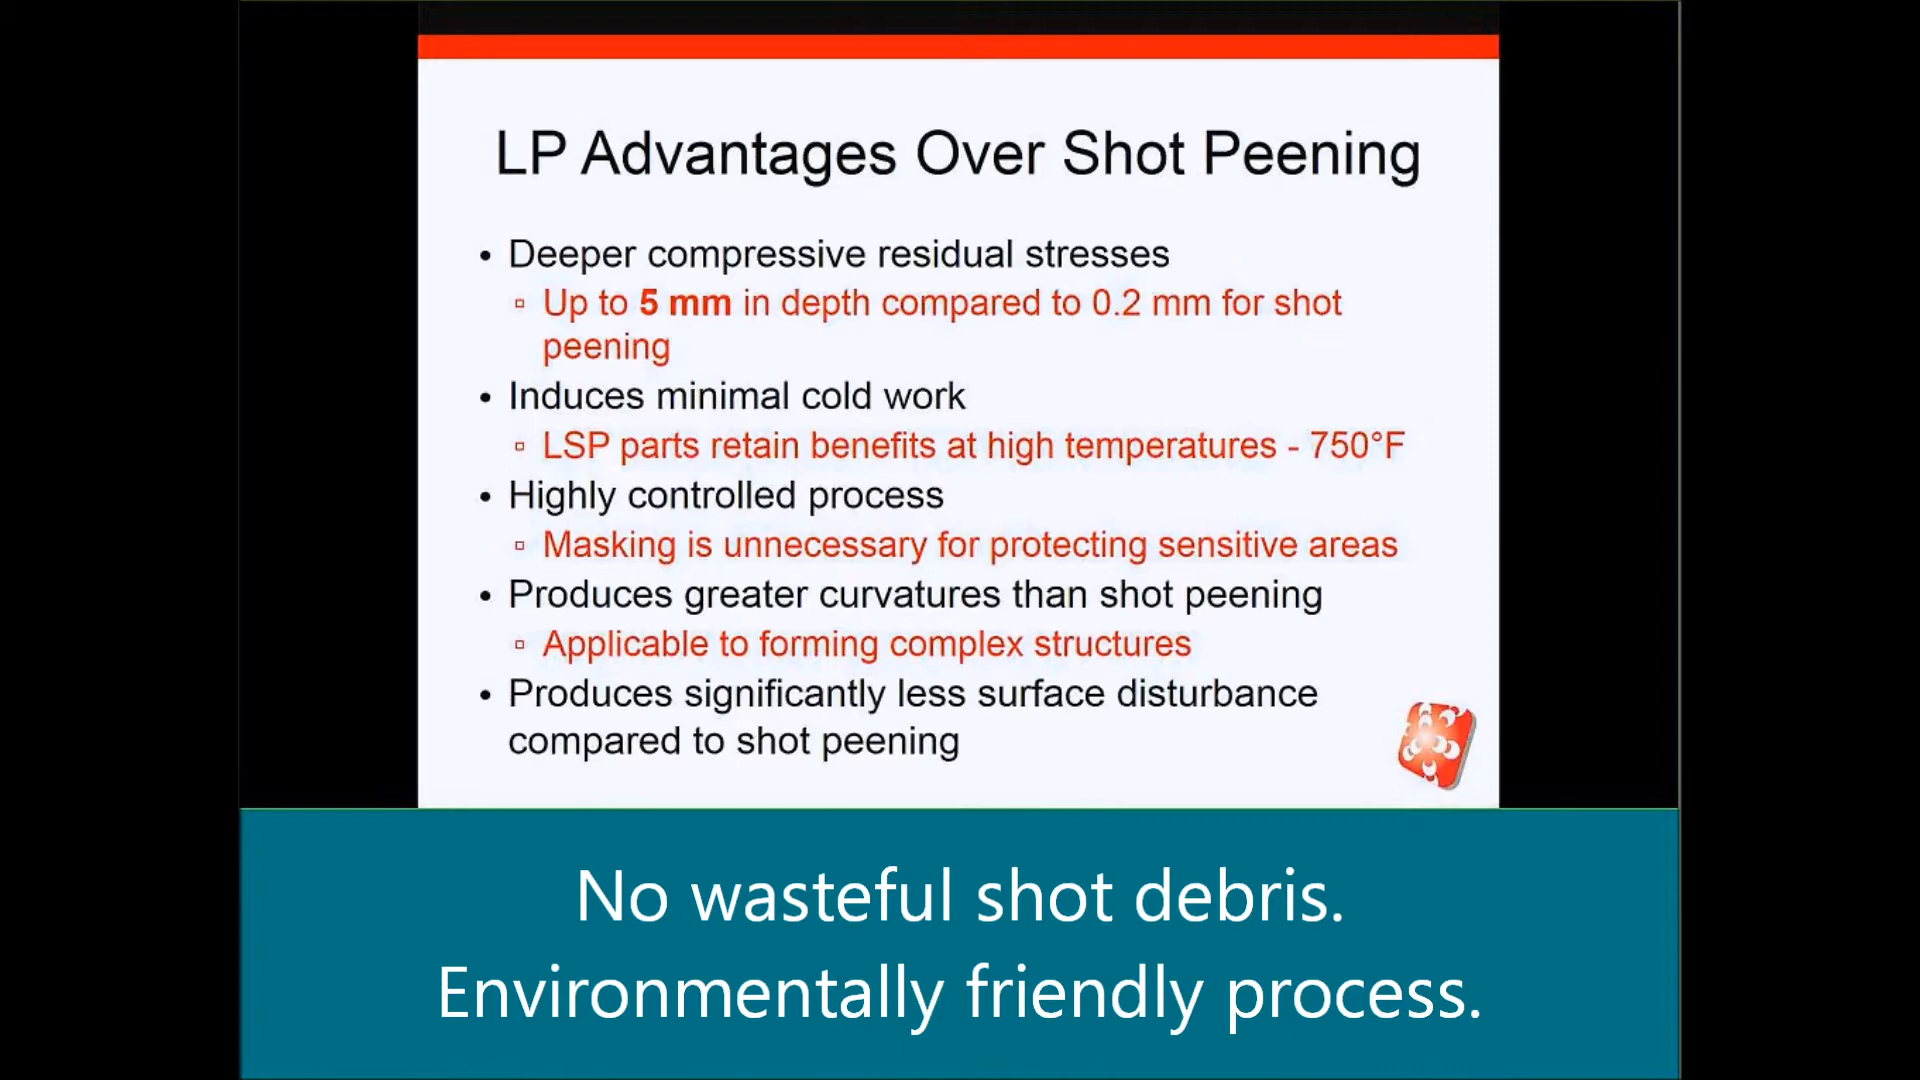 LP Advantages Over Shot Peening
• Deeper compressive residual stresses
▫ Up to 5 mm in depth compared to 0.2 mm for shot
peening
• Induces minimal cold work
▫ LSP parts retain benefits at high temperatures - 750°F
• Highly controlled process
▫ Masking is unnecessary for protecting sensitive areas
• Produces greater curvatures than shot peening
▫ Applicable to forming complex structures
• Produces significantly less surface disturbance
compared to shot peening
No wasteful shot debris.
Environmentally friendly process.